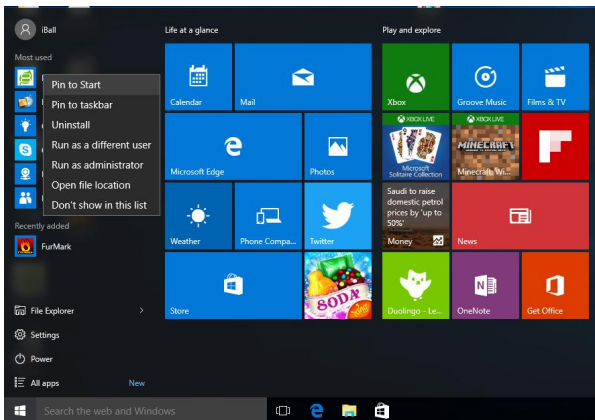 iBall
Life at a glance
Play and explore
Most used
Pin to Start
Pin to taskbar
Uninstall
Run as a different user
Run as administrator
Open file location
Don't show in this list
Recently added
FurMark
File Explorer
Settings
Power
All apps
New
Search the web and Windows
Calendar
Mail
Microsoft Edge
Photos
Weather
Phone Compa...
Twitter
Store
SODA
Xbox
Groove Music
Films & TV
XBOX LIVE
Microsoft
Solitaire Collection
XBOX LIVE
MINECRAFT
Minecraft: Wi...
Saudi to raise
domestic petrol
prices by 'up to
50%'
Money
News
Duolingo - Le...
OneNote
Get Office